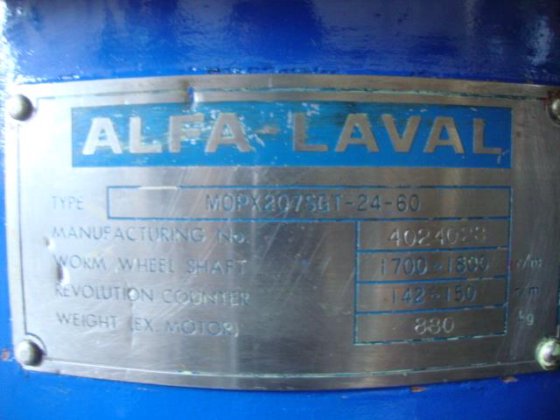 ALFA-LAVAL
TYPE MOPX207SGT-24-60
MANUFACTURING No.
WORM WHEEL SHAFT 1700-1800 r/m
REVOLUTION COUNTER 142-150 r/m
WEIGHT (EX. MOTOR) 880 kg